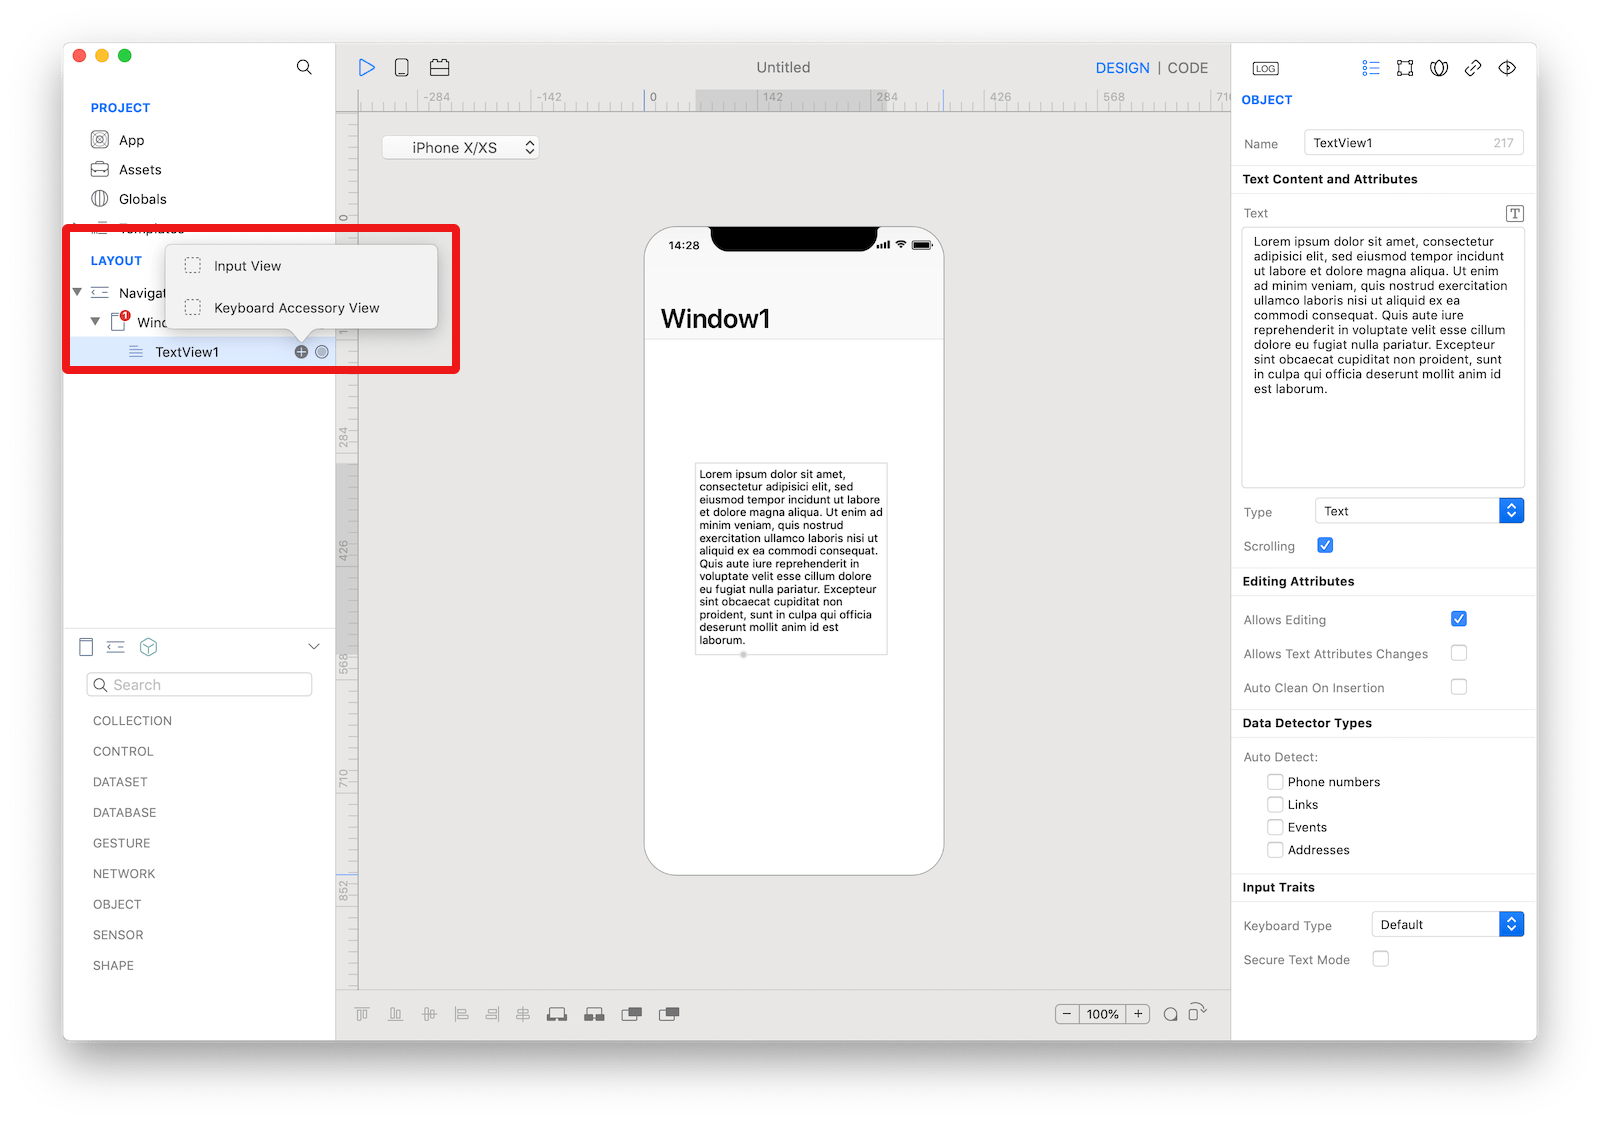 Untitled
DESIGN | CODE
LOG
PROJECT
App
Assets
Globals
Templates
LAYOUT
Input View
Keyboard Accessory View
Navigat
1
Wind
TextView1
Search
COLLECTION
CONTROL
DATASET
DATABASE
GESTURE
NETWORK
OBJECT
SENSOR
SHAPE
-284
-142
0
142
284
426
568
710
iPhone X/XS
0
284
426
568
710
852
14:28
Window1
Lorem ipsum dolor sit amet,
consectetur adipisici elit, sed
eiusmod tempor incidunt ut labore
et dolore magna aliqua. Ut enim ad
minim veniam, quis nostrud
exercitation ullamco laboris nisi ut
aliquid ex ea commodi consequat.
Quis aute iure reprehenderit in
voluptate velit esse cillum dolore
eu fugiat nulla pariatur. Excepteur
sint obcaecat cupiditat non
proident, sunt in culpa qui officia
deserunt mollit anim id est
laborum.
100%
OBJECT
Name
TextView1
217
Text Content and Attributes
Text
T
Lorem ipsum dolor sit amet, consectetur
adipisici elit, sed eiusmod tempor incidunt
ut labore et dolore magna aliqua. Ut enim
ad minim veniam, quis nostrud exercitation
ullamco laboris nisi ut aliquid ex ea
commodi consequat. Quis aute iure
reprehenderit in voluptate velit esse cillum
dolore eu fugiat nulla pariatur. Excepteur
sint obcaecat cupiditat non proident, sunt
in culpa qui officia deserunt mollit anim id
est laborum.
Type
Text
Scrolling
Editing Attributes
Allows Editing
Allows Text Attributes Changes
Auto Clean On Insertion
Data Detector Types
Auto Detect:
Phone numbers
Links
Events
Addresses
Input Traits
Keyboard Type
Default
Secure Text Mode